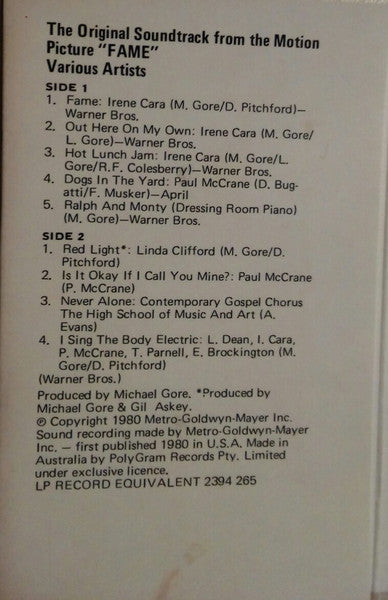 The Original Soundtrack from the Motion
Picture "FAME"
Various Artists
SIDE 1
1. Fame: Irene Cara (M. Gore/D. Pitchford)—
Warner Bros.
2. Out Here On My Own: Irene Cara (M. Gore/
L. Gore)—Warner Bros.
3. Hot Lunch Jam: Irene Cara (M. Gore/L.
Gore/R.F. Colesberry)—Warner Bros.
4. Dogs In The Yard: Paul McCrane (D. Bug-
atti/F. Musker)—April
5. Ralph And Monty (Dressing Room Piano)
(M. Gore)—Warner Bros.
SIDE 2
1. Red Light*: Linda Clifford (M. Gore/D.
Pitchford)
2. Is It Okay If I Call You Mine?: Paul McCrane
(P. McCrane)
3. Never Alone: Contemporary Gospel Chorus
The High School of Music And Art (A.
Evans)
4. I Sing The Body Electric: L. Dean, I. Cara,
P. McCrane, T. Parnell, E. Brockington (M.
Gore/D. Pitchford)
(Warner Bros.)
Produced by Michael Gore. *Produced by
Michael Gore & Gil Askey.
℗ Copyright 1980 Metro-Goldwyn-Mayer Inc.
Sound recording made by Metro-Goldwyn-Mayer
Inc. — first published 1980 in U.S.A. Made in
Australia by PolyGram Records Pty. Limited
under exclusive licence.
LP RECORD EQUIVALENT 2394 265